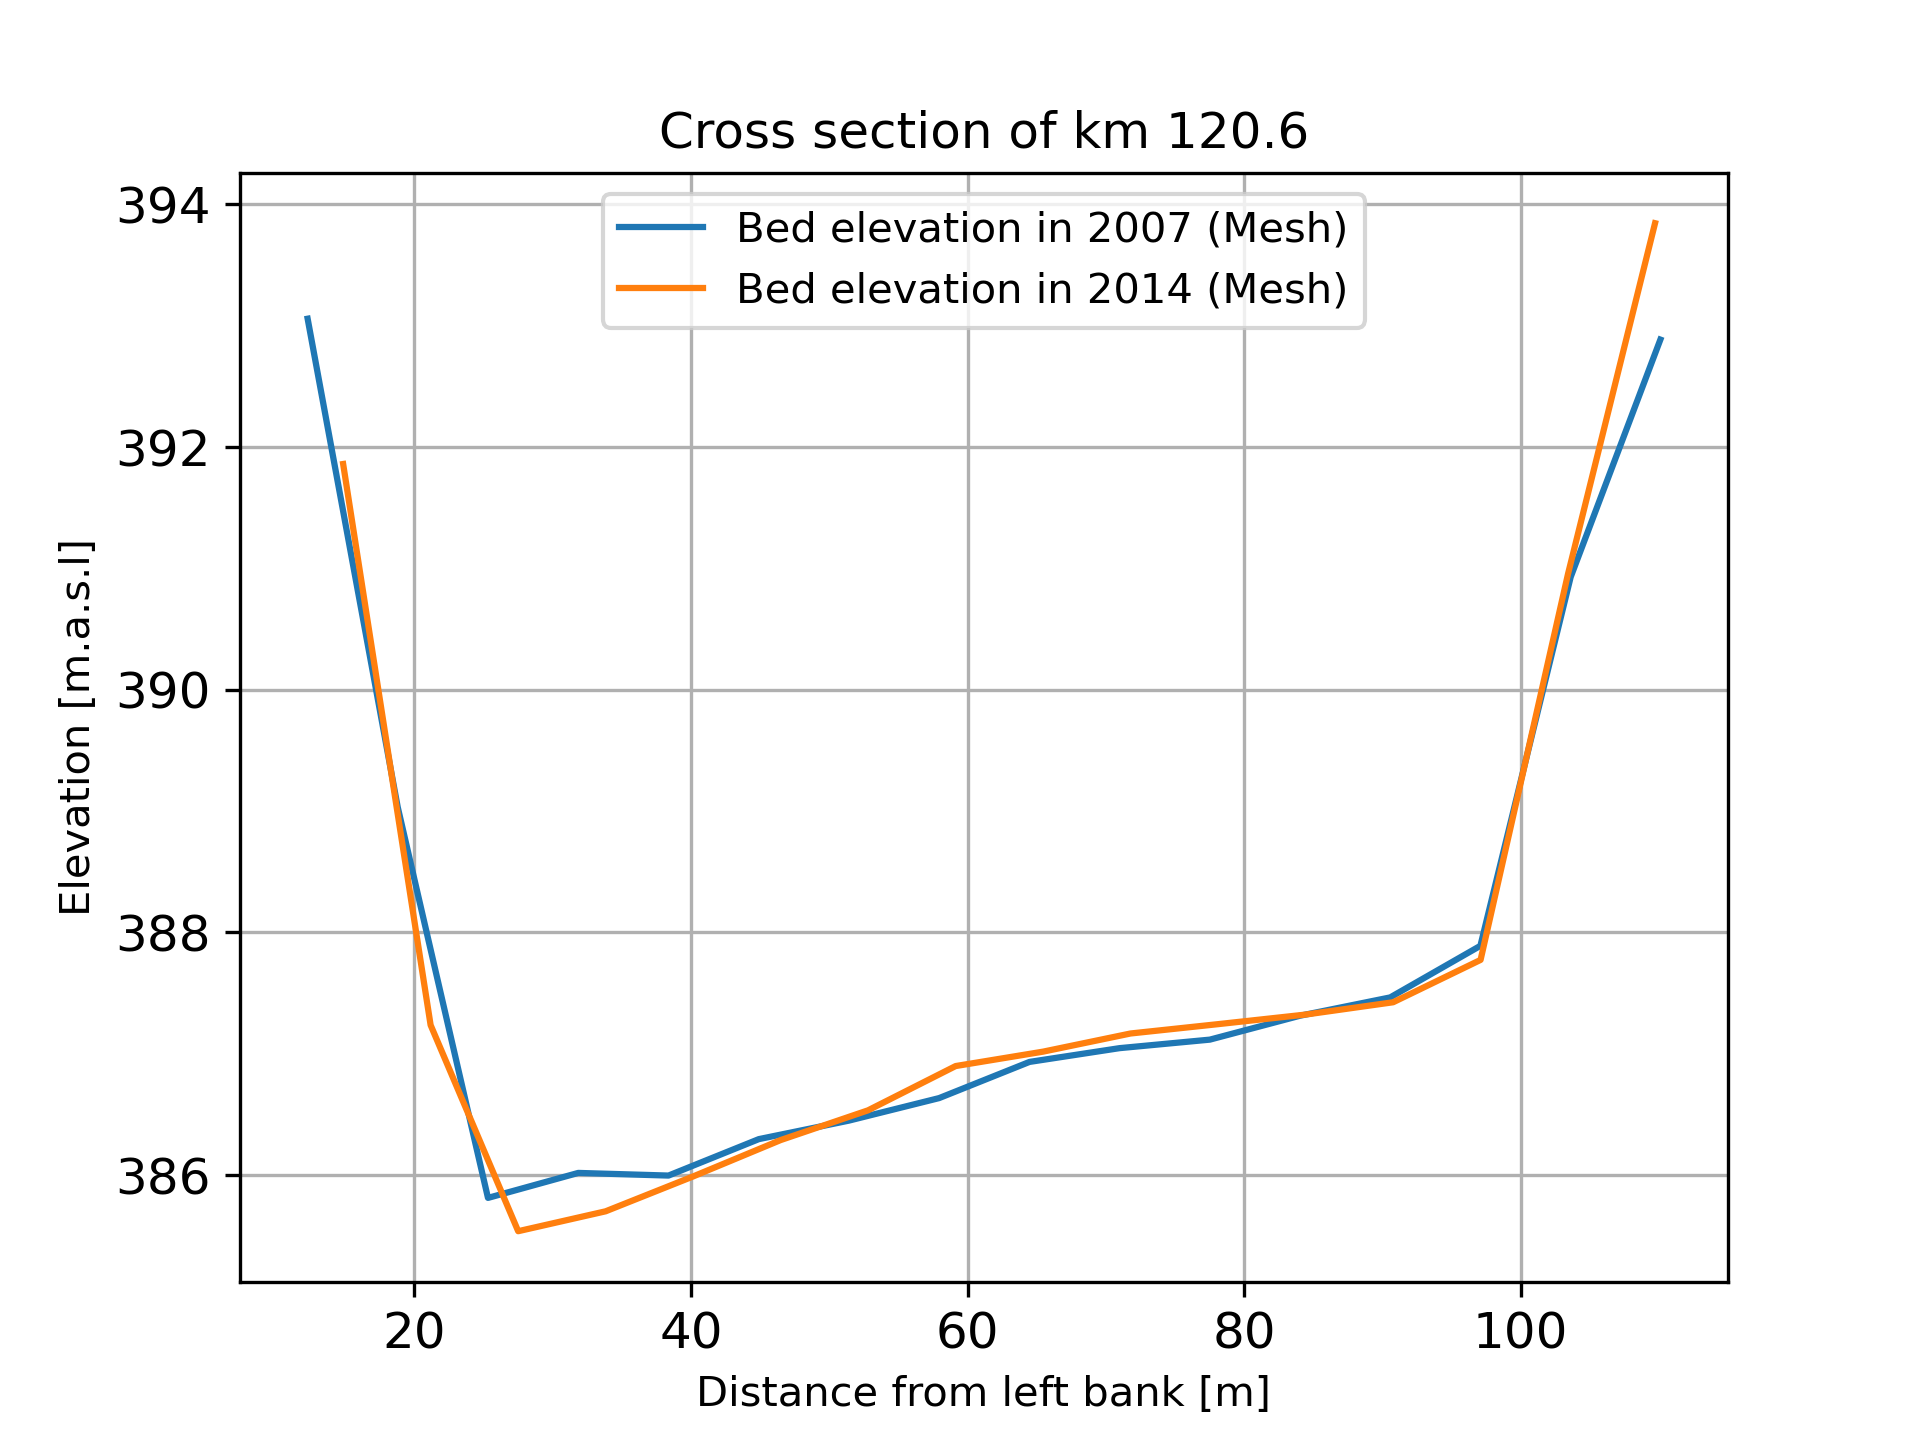 Cross section of km 120.6
Bed elevation in 2007 (Mesh)
Bed elevation in 2014 (Mesh)
394
392
390
388
386
Elevation [m.a.s.l]
20 40 60 80 100
Distance from left bank [m]